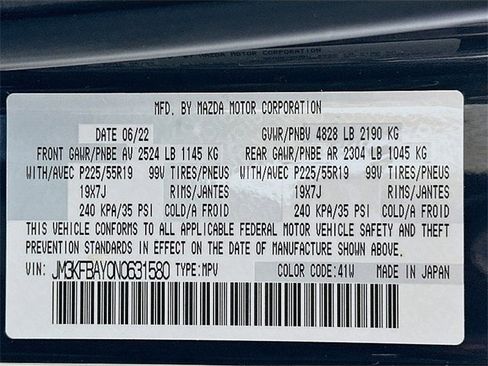 MFD. BY MAZDA MOTOR CORPORATION
DATE 06/22 GVWR/PNBV 4828 LB 2190 KG
FRONT GAWR/PNBE AV 2524 LB 1145 KG REAR GAWR/PNBE AR 2304 LB 1045 KG
WITH/AVEC P225/55R19 99V TIRES/PNEUS WITH/AVEC P225/55R19 99V TIRES/PNEUS
19X7J RIMS/JANTES 19X7J RIMS/JANTES
240 KPA/35 PSI COLD/A FROID 240 KPA/35 PSI COLD/A FROID
THIS VEHICLE CONFORMS TO ALL APPLICABLE FEDERAL MOTOR VEHICLE SAFETY AND
THEFT PREVENTION STANDARDS IN EFFECT ON THE DATE OF MANUFACTURE SHOWN ABOVE.
VIN: JM3KFBAY0N0631580 TYPE:MPV COLOR CODE:41W MADE IN JAPAN